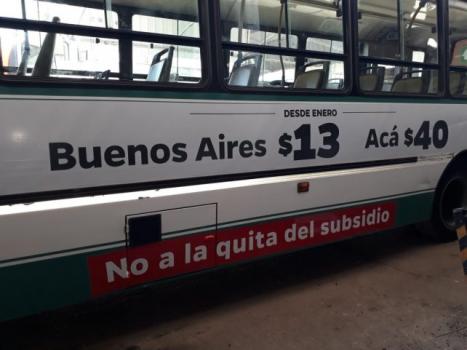 DESDE ENERO
Buenos Aires $13 Acá $40
No a la quita del subsidio